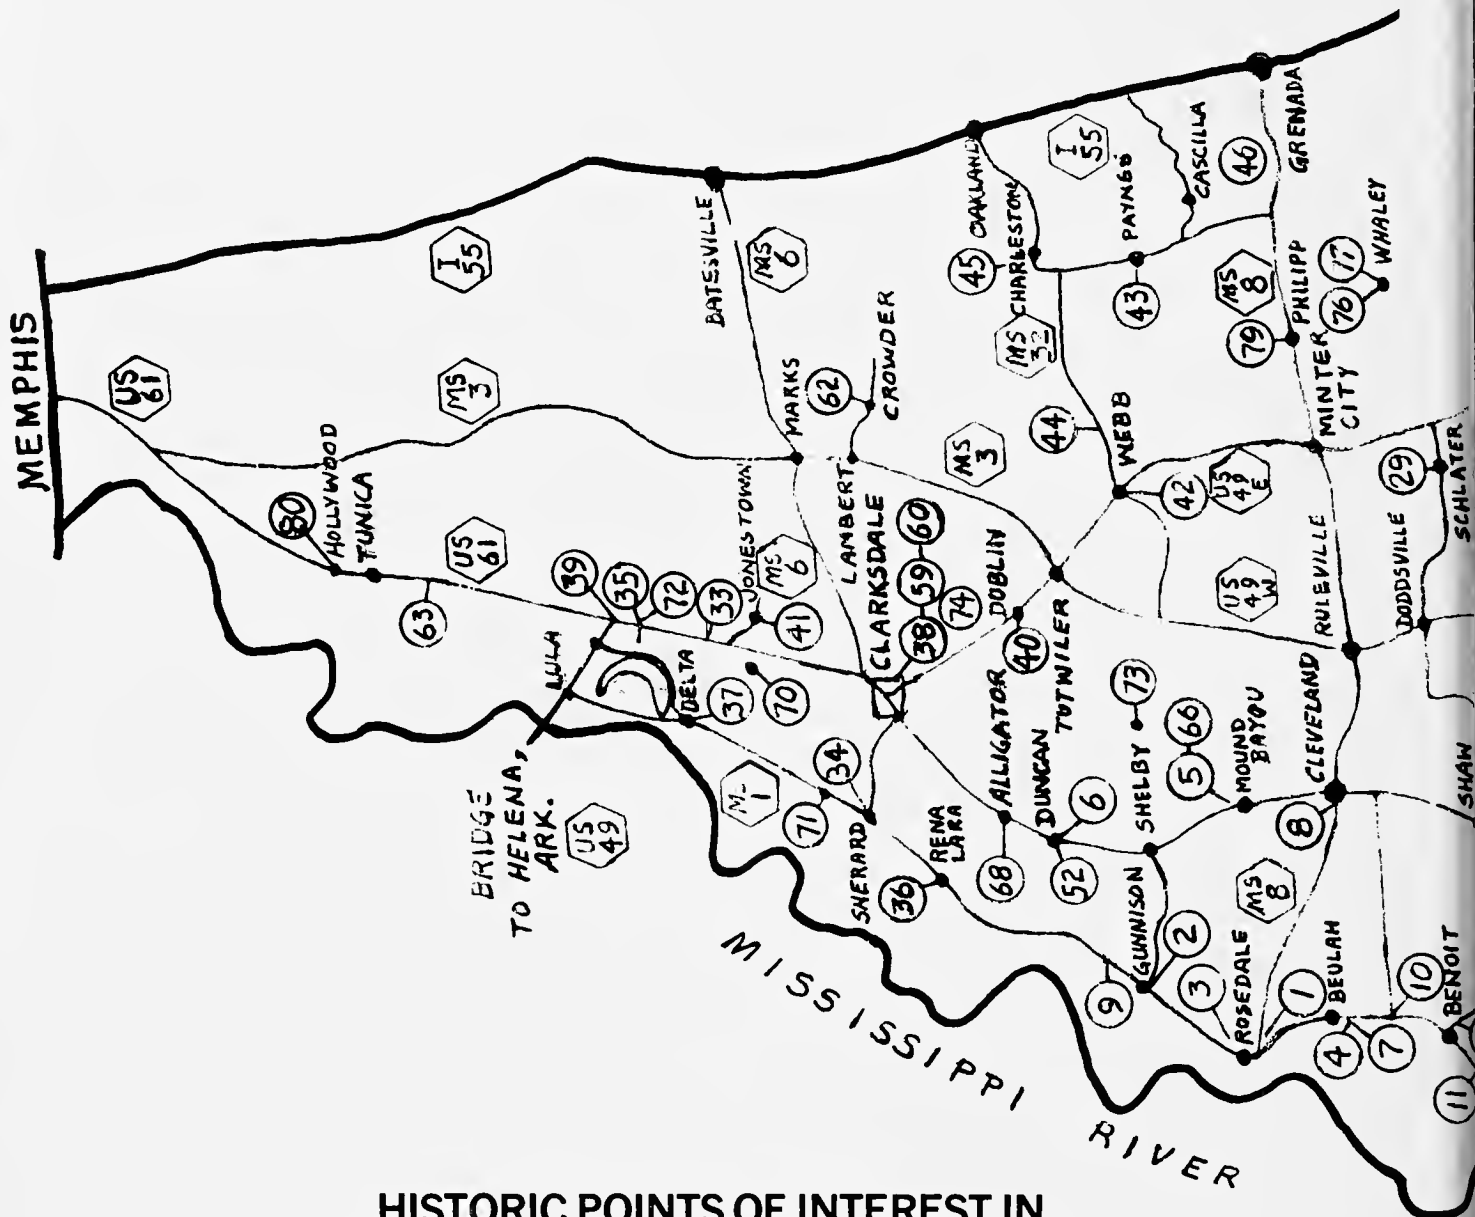 MEMPHIS
US
61
I
55
MS
3
80
HOLLYWOOD
TUNICA
BATESVILLE
MS
6
US
61
63
MARKS
62
CROWDER
LAMBERT
45
OAKLAND
CHARLESTON
I
55
PAYNES
43
CASCILLA
46
GRENADA
MS
32
44
WEBB
MS
3
42
US
49
E
MS
8
79
PHILIPP
76
77
WHALEY
MINTER
CITY
39
35
72
33
JONESTOWN
41
MS
6
LULA
DELTA
37
70
CLARKSDALE
38
59
60
74
DOBLIN
40
TUTWILER
US
49
W
RULEVILLE
DODDSVILLE
29
SCHLATER
BRIDGE
TO HELENA,
ARK.
US
49
1
71
34
SHERARD
36
RENA
LARA
ALLIGATOR
68
DUNCAN
52
6
SHELBY
73
5
66
MOUND
BAYOU
CLEVELAND
8
SHAW
GUNNISON
9
2
3
ROSEDALE
MS
8
1
BEULAH
4
7
10
BENOIT
11
MISSISSIPPI
RIVER
HISTORIC POINTS OF INTEREST IN